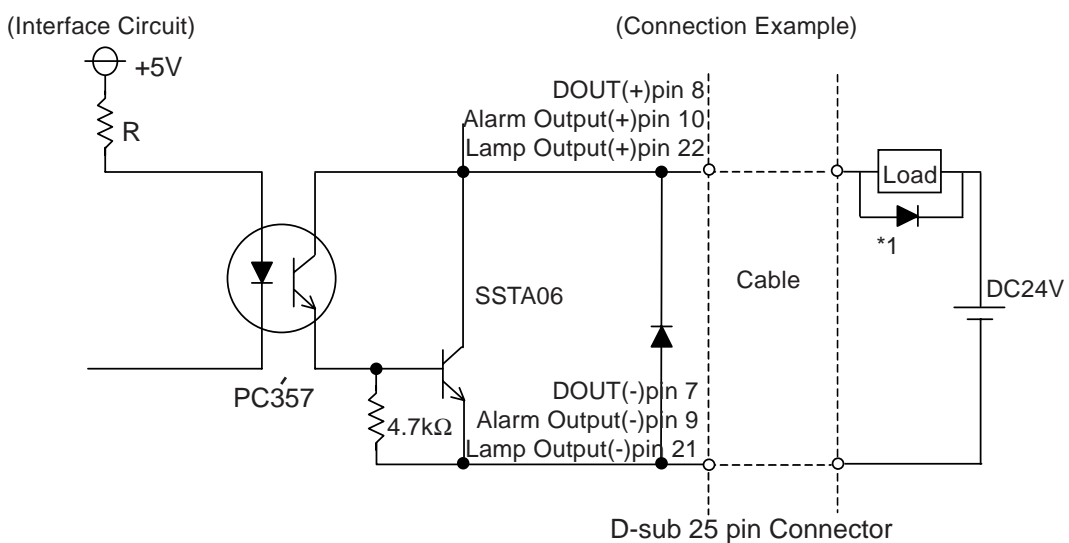 (Interface Circuit)
(Connection Example)
+5V
R
DOUT(+)pin 8
Alarm Output(+)pin 10
Lamp Output(+)pin 22
Load
*1
SSTA06
Cable
DC24V
PC357
4.7kΩ
DOUT(-)pin 7
Alarm Output(-)pin 9
Lamp Output(-)pin 21
D-sub 25 pin Connector